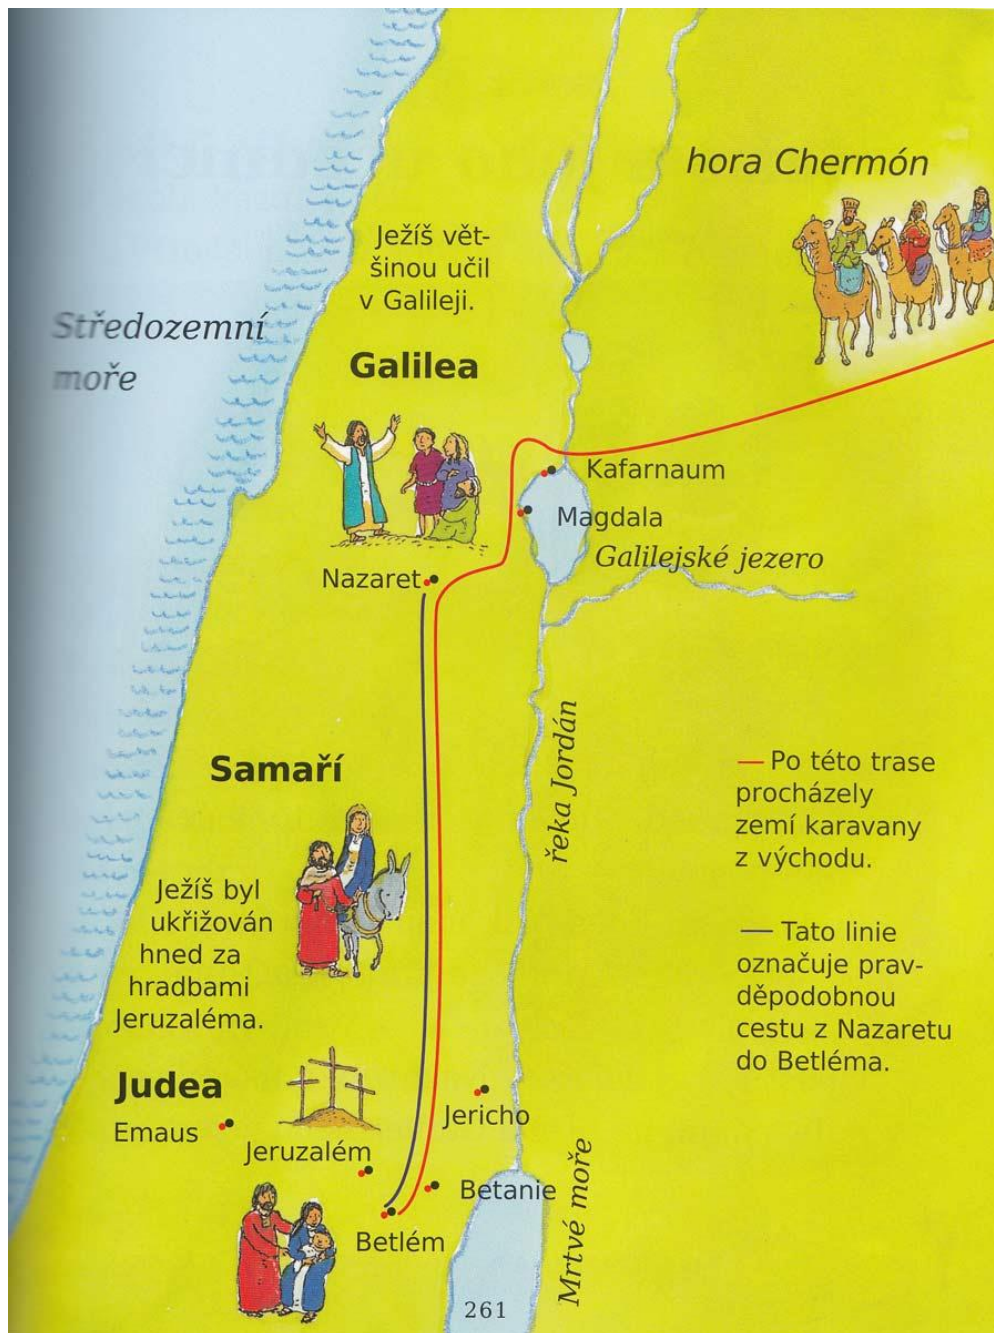 hora Chermón
Ježíš vět-
šinou učil
v Galileji.
Středozemní
moře
Galilea
Kafarnaum
Magdala
Galilejské jezero
Nazaret
řeka Jordán
Samaří
— Po této trase
procházely
zemí karavany
z východu.
Ježíš byl
ukřižován
hned za
hradbami
Jeruzaléma.
— Tato linie
označuje prav-
děpodobnou
cestu z Nazaretu
do Betléma.
Judea
Emaus
Jericho
Jeruzalém
Betanie
Mrtvé moře
Betlém
261